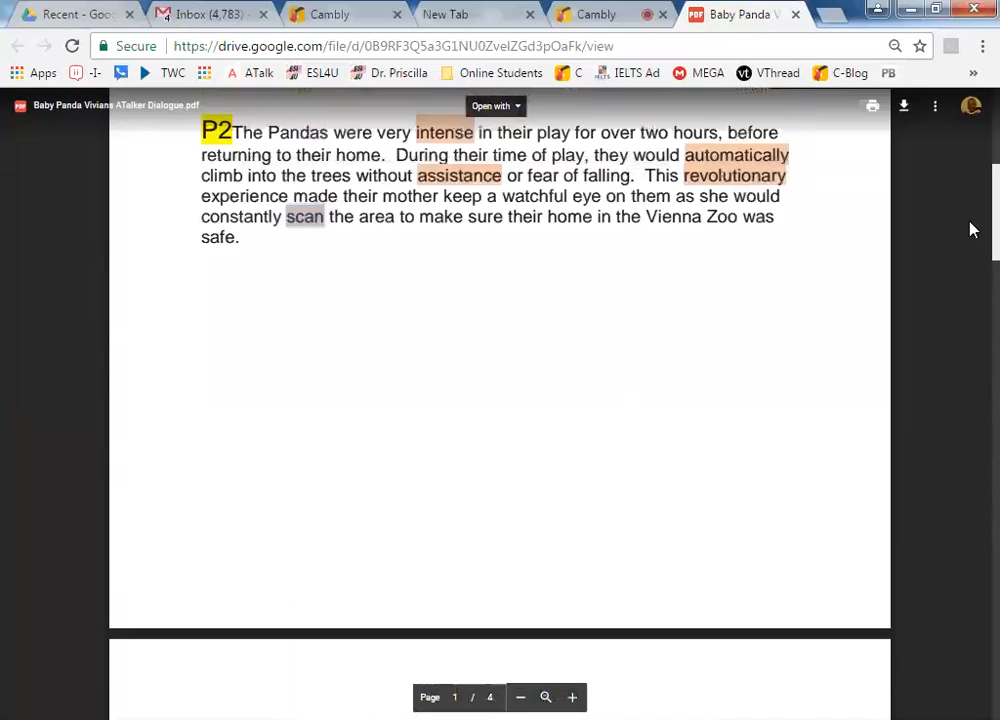 Recent - Goo
Inbox (4,783)
Cambly
New Tab
Cambly
Baby Panda V
Secure
https://drive.google.com/file/d/0B9RF3Q5a3G1NU0ZvelZGd3pOaFk/view
Apps
-I-
TWC
ATalk
ESL4U
Dr. Priscilla
Online Students
C
IELTS Ad
MEGA
VThread
C-Blog
PB
»
Baby Panda Vivians ATalker Dialogue.pdf
Open with
P2The Pandas were very intense in their play for over two hours, before
returning to their home.  During their time of play, they would automatically
climb into the trees without assistance or fear of falling.  This revolutionary
experience made their mother keep a watchful eye on them as she would
constantly scan the area to make sure their home in the Vienna Zoo was
safe.
Page 1 / 4